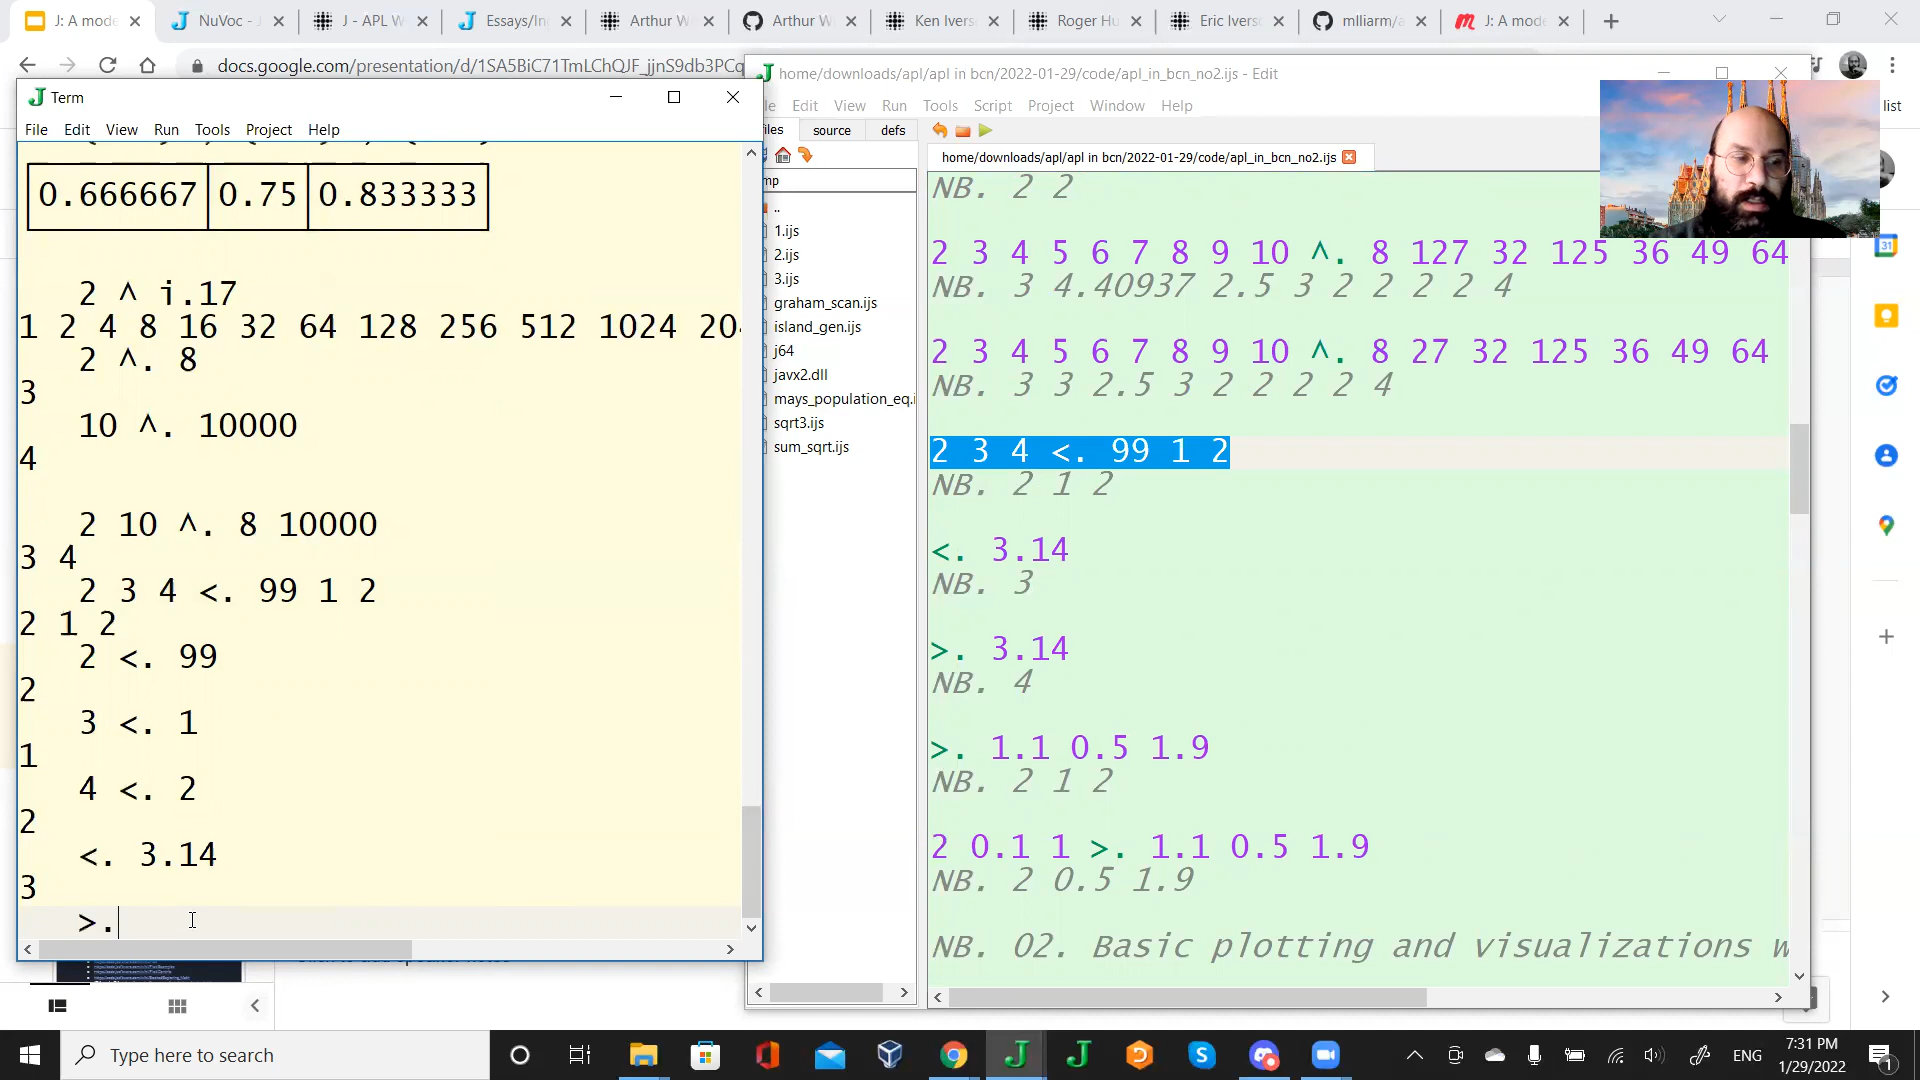 J: A mode
NuVoc - J
J - APL W
Essays/In
Arthur W
Arthur W
Ken Ivers
Roger Hu
Eric Ivers
mlliarm/a
J: A mode
docs.google.com/presentation/d/1SA5BiC71TmLChQJF_jjnS9db3PCq
list
Term
File Edit View Run Tools Project Help
0.666667 0.75 0.833333
2 ^ i.17
1 2 4 8 16 32 64 128 256 512 1024 204
2 ^. 8
3
10 ^. 10000
4
2 10 ^. 8 10000
3 4
2 3 4 <. 99 1 2
2 1 2
2 <. 99
2
3 <. 1
1
4 <. 2
2
<. 3.14
3
>.
home/downloads/apl/apl in bcn/2022-01-29/code/apl_in_bcn_no2.ijs - Edit
le Edit View Run Tools Script Project Window Help
iles source defs
mp
..
1.ijs
2.ijs
3.ijs
graham_scan.ijs
island_gen.ijs
j64
javx2.dll
mays_population_eq.i
sqrt3.ijs
sum_sqrt.ijs
home/downloads/apl/apl in bcn/2022-01-29/code/apl_in_bcn_no2.ijs
NB. 2 2
2 3 4 5 6 7 8 9 10 ^. 8 127 32 125 36 49 64
NB. 3 4.40937 2.5 3 2 2 2 2 4
2 3 4 5 6 7 8 9 10 ^. 8 27 32 125 36 49 64
NB. 3 3 2.5 3 2 2 2 2 4
2 3 4 <. 99 1 2
NB. 2 1 2
<. 3.14
NB. 3
>. 3.14
NB. 4
>. 1.1 0.5 1.9
NB. 2 1 2
2 0.1 1 >. 1.1 0.5 1.9
NB. 2 0.5 1.9
NB. 02. Basic plotting and visualizations w
31
Type here to search
ENG
7:31 PM
1/29/2022
1